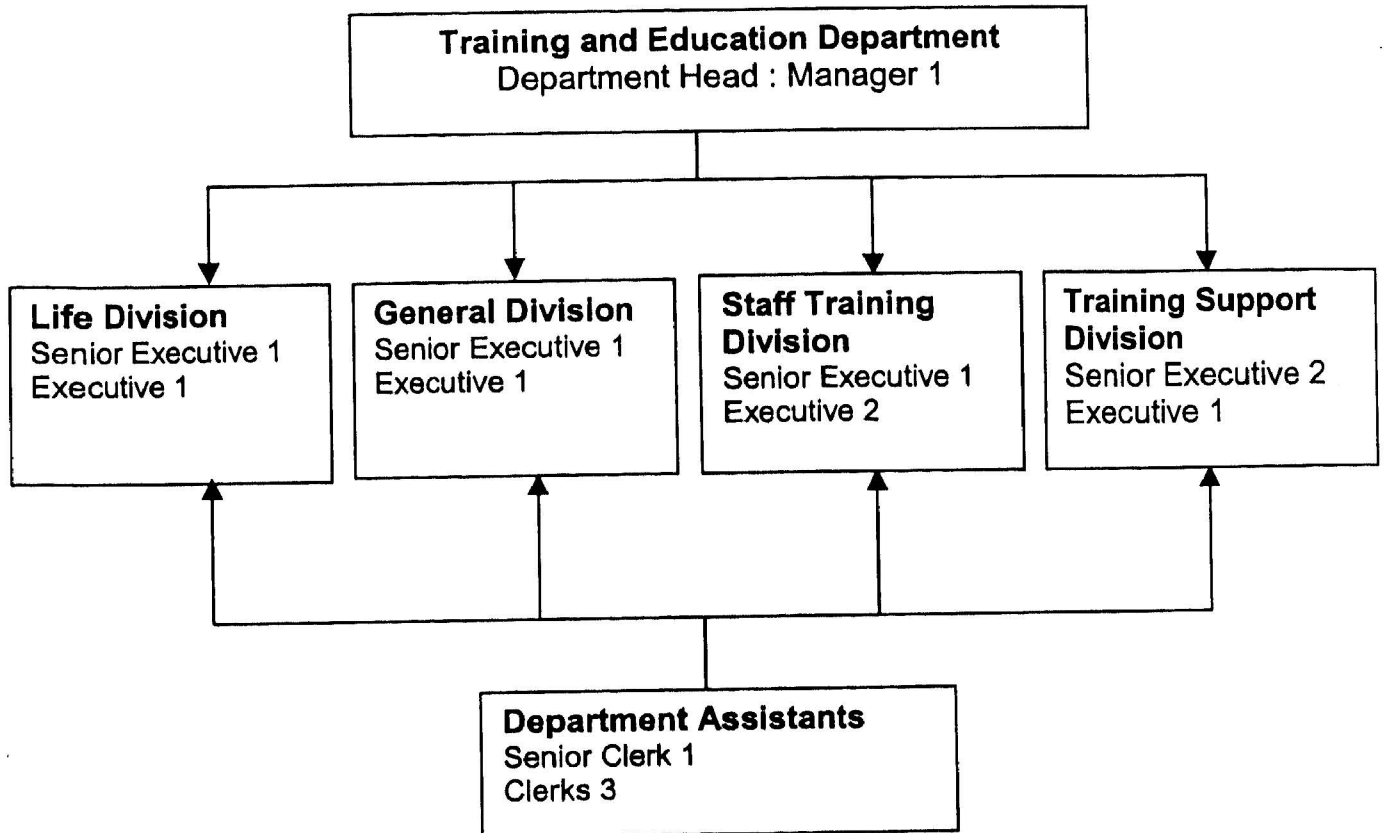 Training and Education Department
Department Head : Manager 1
Life Division
Senior Executive 1
Executive 1
General Division
Senior Executive 1
Executive 1
Staff Training
Division
Senior Executive 1
Executive 2
Training Support
Division
Senior Executive 2
Executive 1
Department Assistants
Senior Clerk 1
Clerks 3